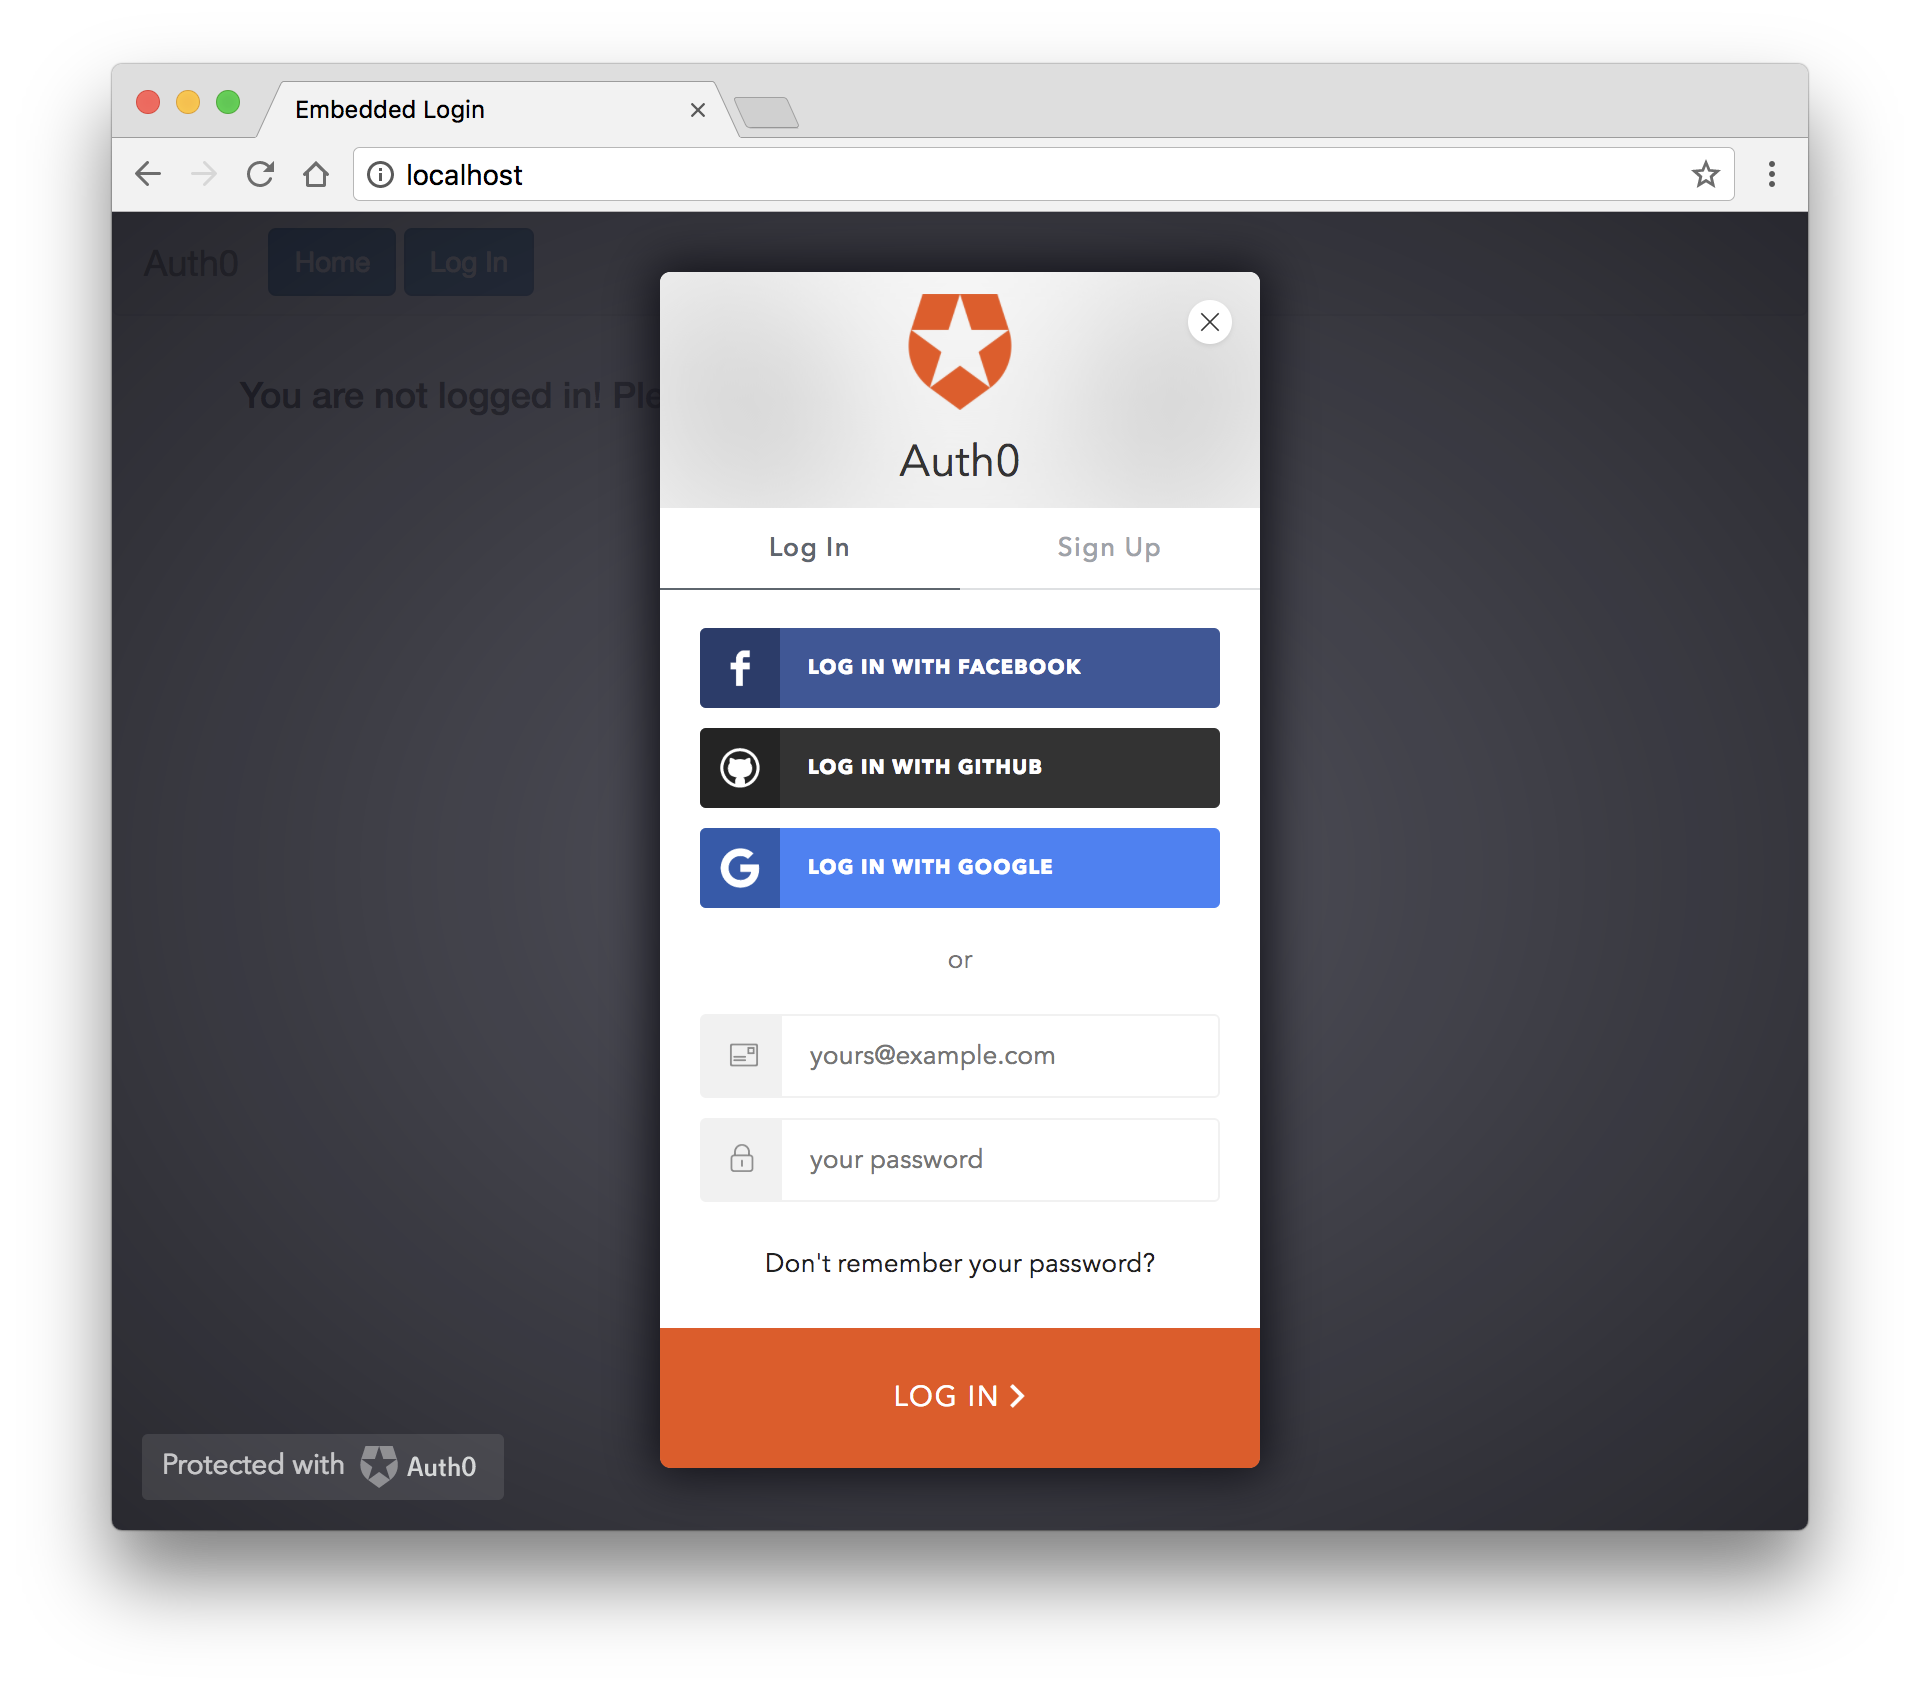 Embedded Login
localhost
Auth0 Home Log In
You are not logged in!
Auth0
Log In Sign Up
LOG IN WITH FACEBOOK
LOG IN WITH GITHUB
LOG IN WITH GOOGLE
or
yours@example.com
your password
Don't remember your password?
LOG IN
Protected with Auth0